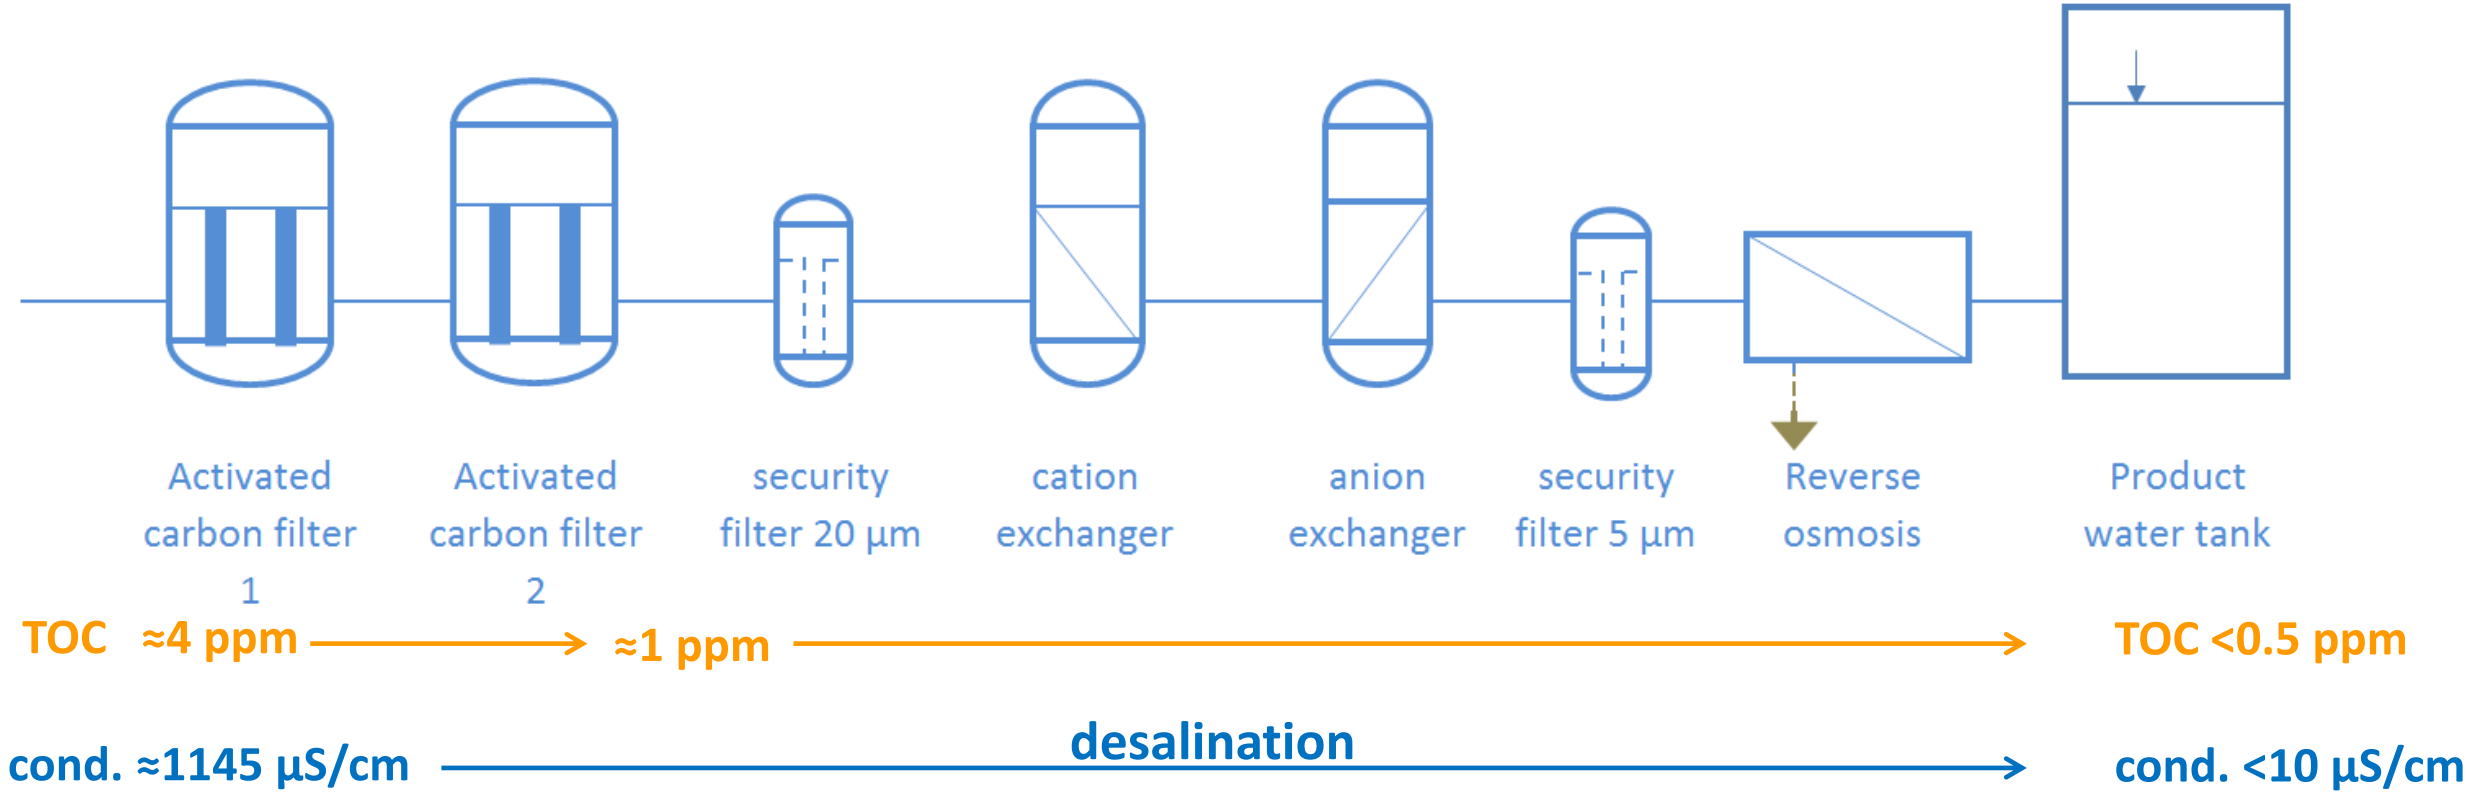 Activated
carbon filter
1
Activated
carbon filter
2
security
filter 20 µm
cation
exchanger
anion
exchanger
security
filter 5 µm
Reverse
osmosis
Product
water tank
TOC ≈4 ppm
≈1 ppm
TOC <0.5 ppm
cond. ≈1145 µS/cm
desalination
cond. <10 µS/cm